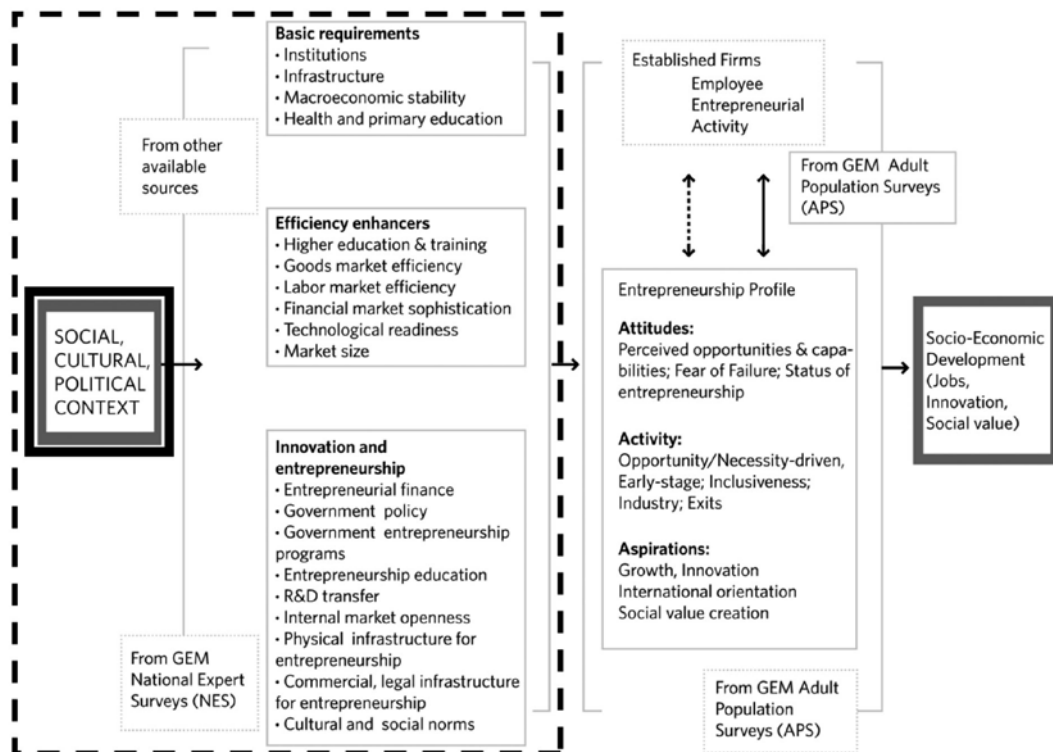 SOCIAL,
CULTURAL,
POLITICAL
CONTEXT
From other
available
sources
From GEM
National Expert
Surveys (NES)
Basic requirements
· Institutions
· Infrastructure
· Macroeconomic stability
· Health and primary education
Efficiency enhancers
· Higher education & training
· Goods market efficiency
· Labor market efficiency
· Financial market sophistication
· Technological readiness
· Market size
Innovation and
entrepreneurship
· Entrepreneurial finance
· Government policy
· Government entrepreneurship
programs
· Entrepreneurship education
· R&D transfer
· Internal market openness
· Physical infrastructure for
entrepreneurship
· Commercial, legal infrastructure
for entrepreneurship
· Cultural and social norms
Established Firms
Employee
Entrepreneurial
Activity
From GEM Adult
Population Surveys
(APS)
Entrepreneurship Profile
Attitudes:
Perceived opportunities & capa-
bilities; Fear of Failure; Status of
entrepreneurship
Activity:
Opportunity/Necessity-driven,
Early-stage; Inclusiveness;
Industry; Exits
Aspirations:
Growth, Innovation
International orientation
Social value creation
From GEM Adult
Population
Surveys (APS)
Socio-Economic
Development
(Jobs,
Innovation,
Social value)